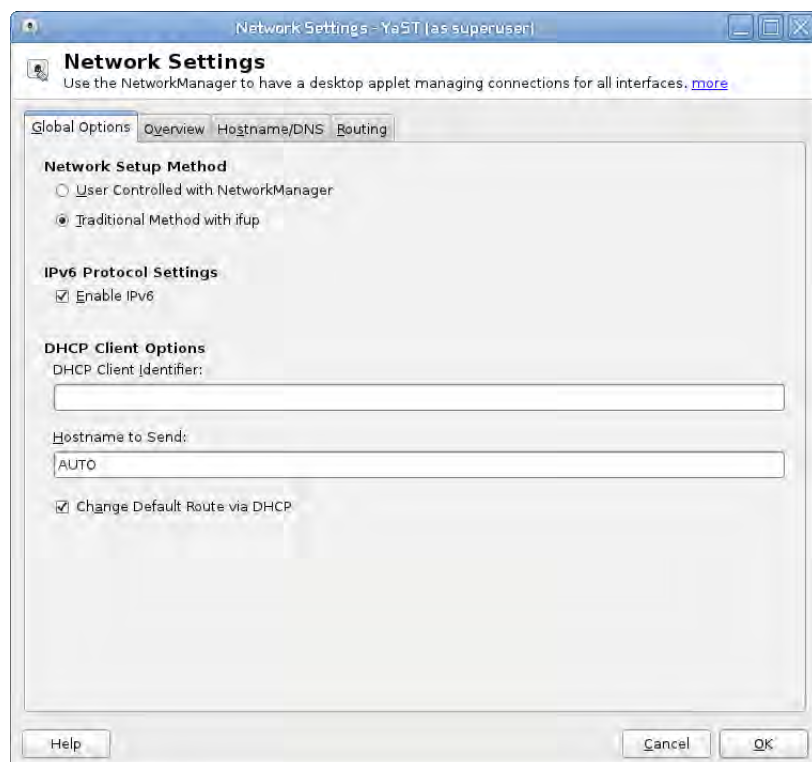 Network Settings - YaST (as superuser)
Network Settings
Use the NetworkManager to have a desktop applet managing connections for all interfaces. more
Global Options Overview Hostname/DNS Routing
Network Setup Method
User Controlled with NetworkManager
Traditional Method with ifup
IPv6 Protocol Settings
Enable IPv6
DHCP Client Options
DHCP Client Identifier:
Hostname to Send:
AUTO
Change Default Route via DHCP
Help Cancel OK